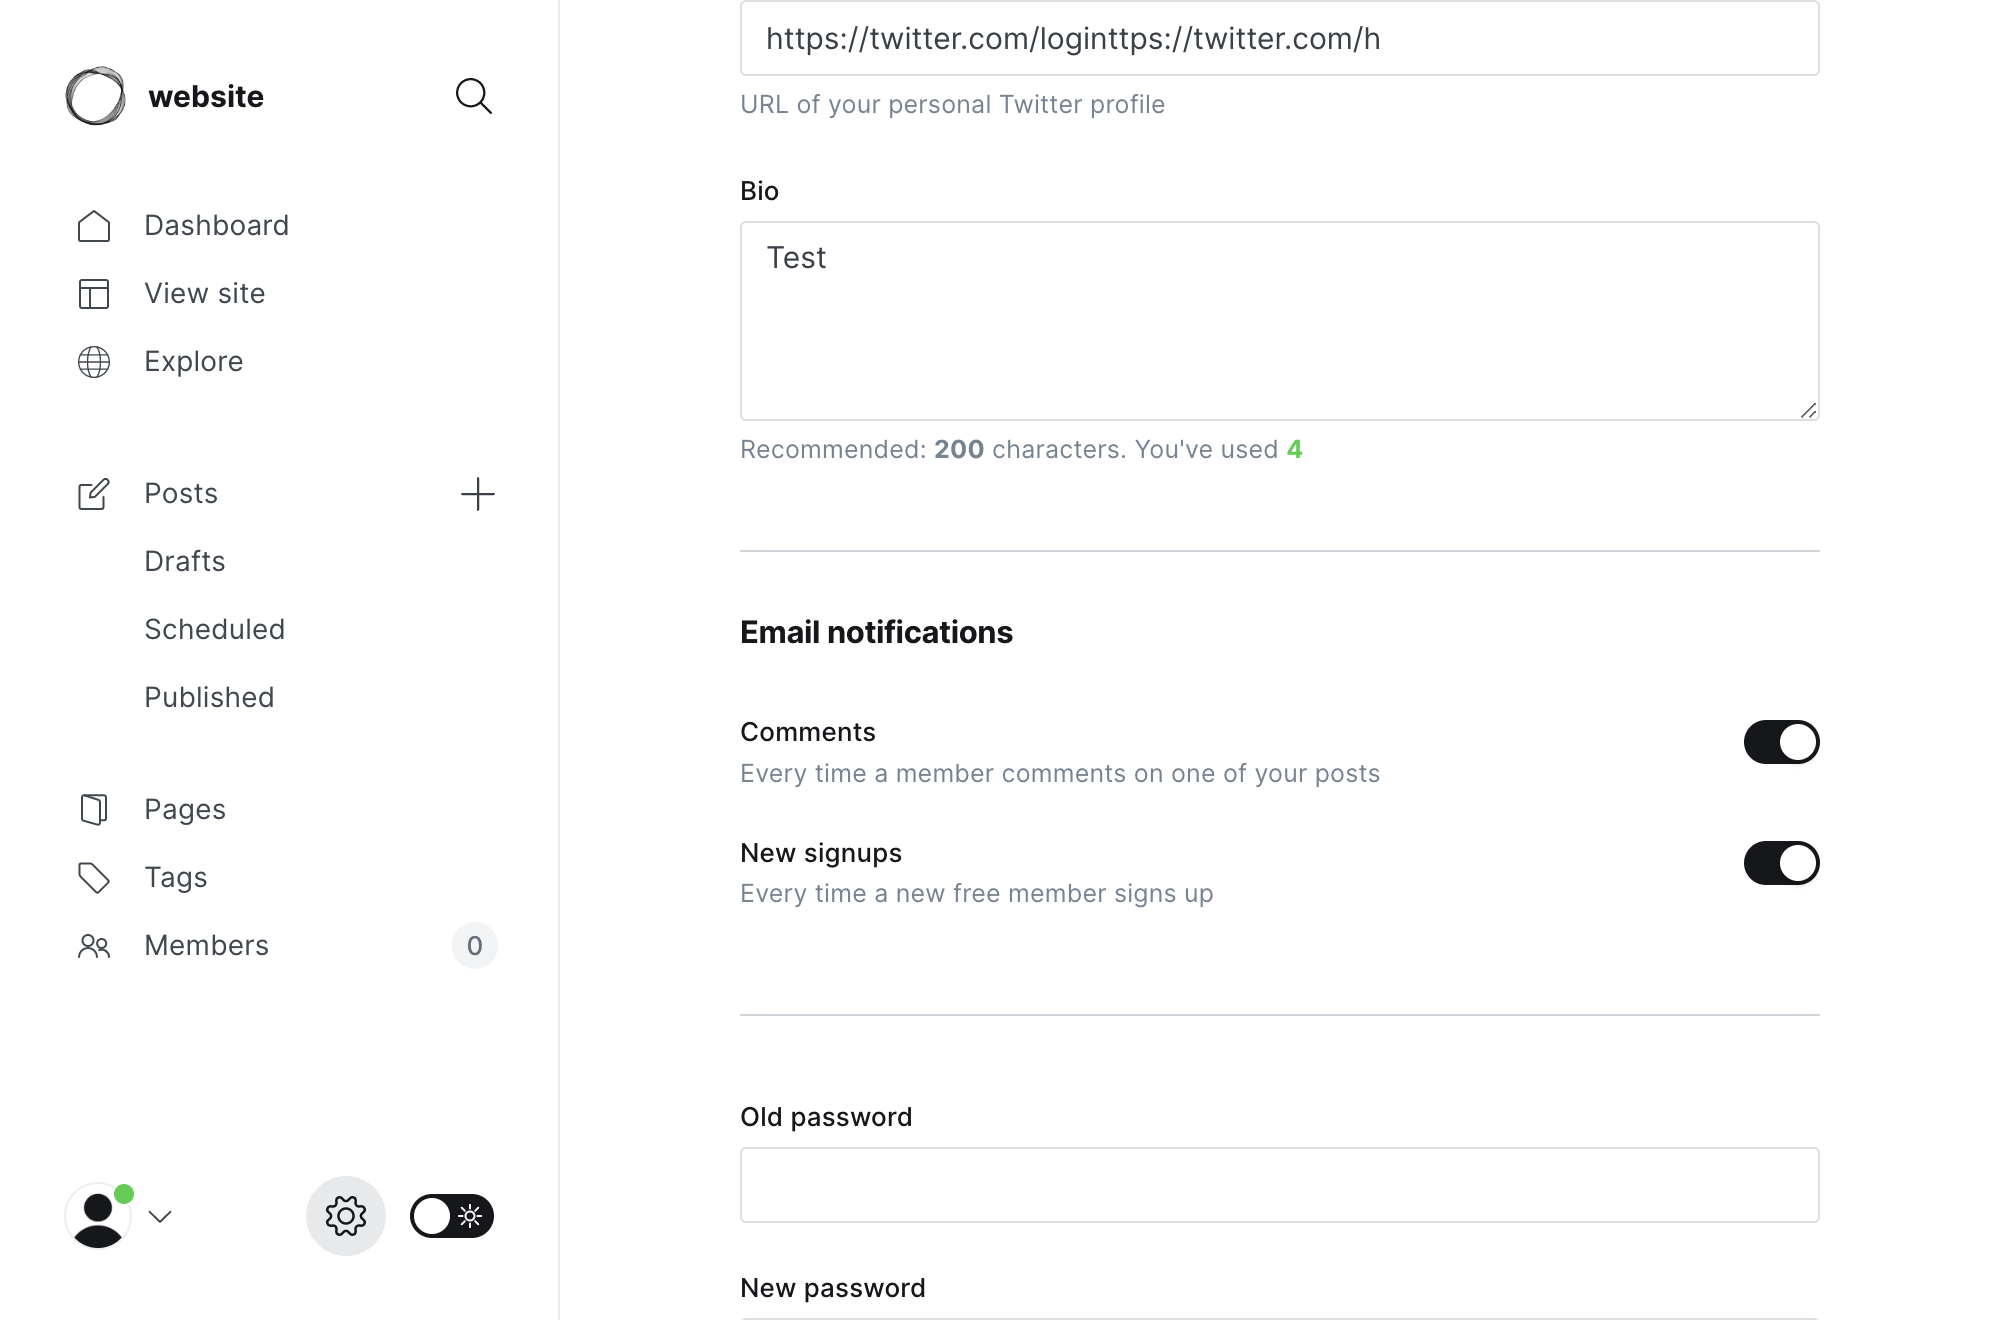 website
Dashboard
View site
Explore
Posts
Drafts
Scheduled
Published
Pages
Tags
Members
0
https://twitter.com/loginttps://twitter.com/h
URL of your personal Twitter profile
Bio
Test
Recommended: 200 characters. You've used 4
Email notifications
Comments
Every time a member comments on one of your posts
New signups
Every time a new free member signs up
Old password
New password